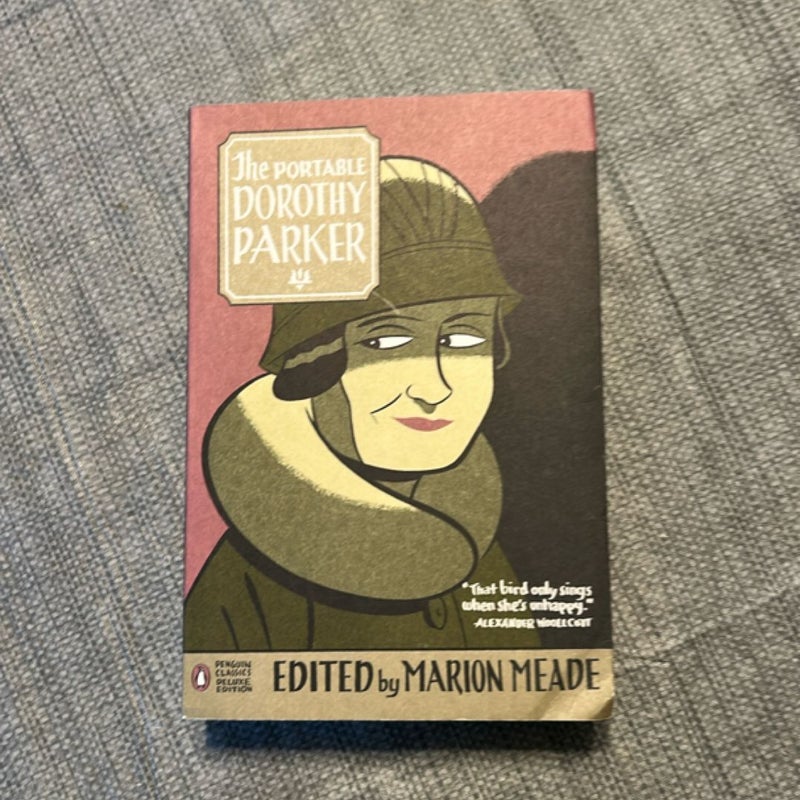 The PORTABLE
DOROTHY
PARKER
"That bird only sings
when she's unhappy."
-ALEXANDER WOOLLCOTT
PENGUIN
CLASSICS
DELUXE
EDITION
EDITED by MARION MEADE